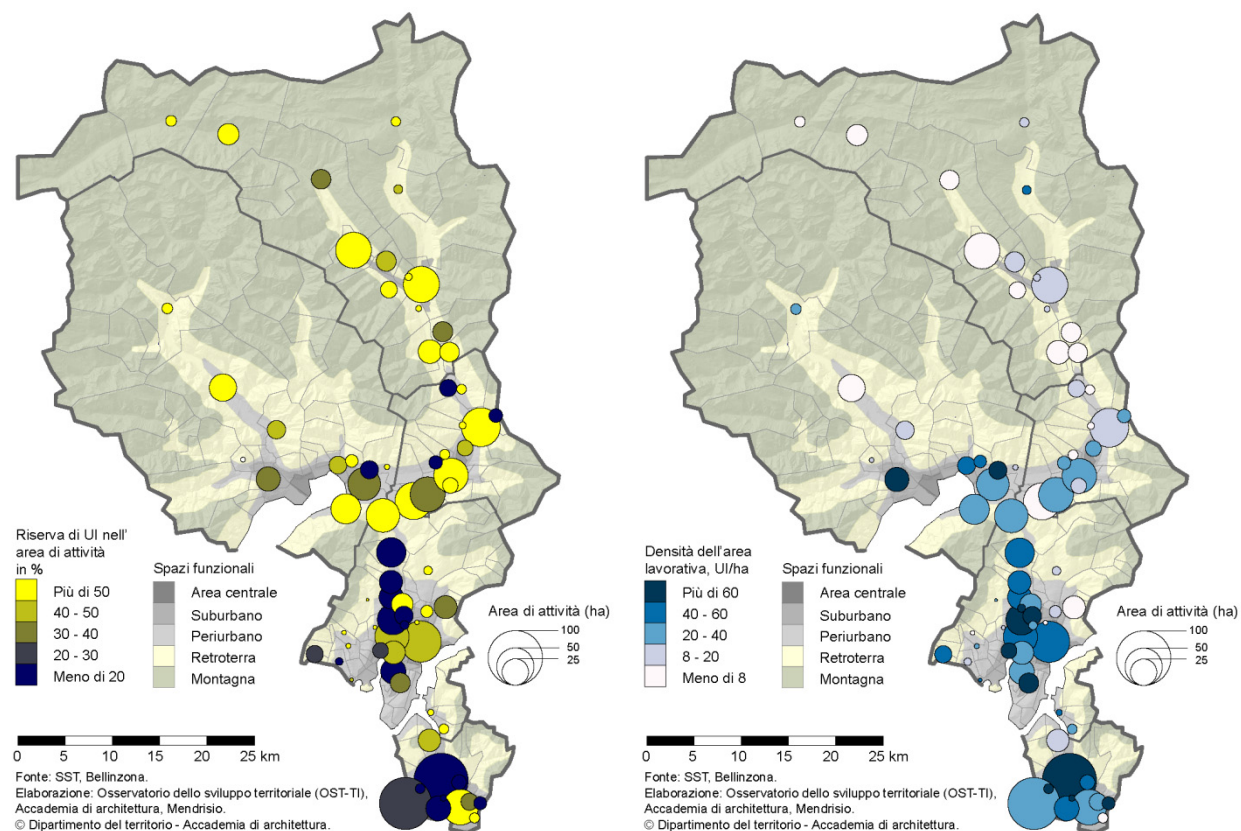 Riserva di UI nell'
area di attività
in %
Più di 50
40 - 50
30 - 40
20 - 30
Meno di 20
Spazi funzionali
Area centrale
Suburbano
Periurbano
Retroterra
Montagna
Area di attività (ha)
100
50
25
0 5 10 15 20 25 km
Fonte: SST, Bellinzona.
Elaborazione: Osservatorio dello sviluppo territoriale (OST-TI),
Accademia di architettura, Mendrisio.
© Dipartimento del territorio - Accademia di architettura.
Densità dell'area
lavorativa, UI/ha
Più di 60
40 - 60
20 - 40
8 - 20
Meno di 8
Spazi funzionali
Area centrale
Suburbano
Periurbano
Retroterra
Montagna
Area di attività (ha)
100
50
25
0 5 10 15 20 25 km
Fonte: SST, Bellinzona.
Elaborazione: Osservatorio dello sviluppo territoriale (OST-TI),
Accademia di architettura, Mendrisio.
© Dipartimento del territorio - Accademia di architettura.